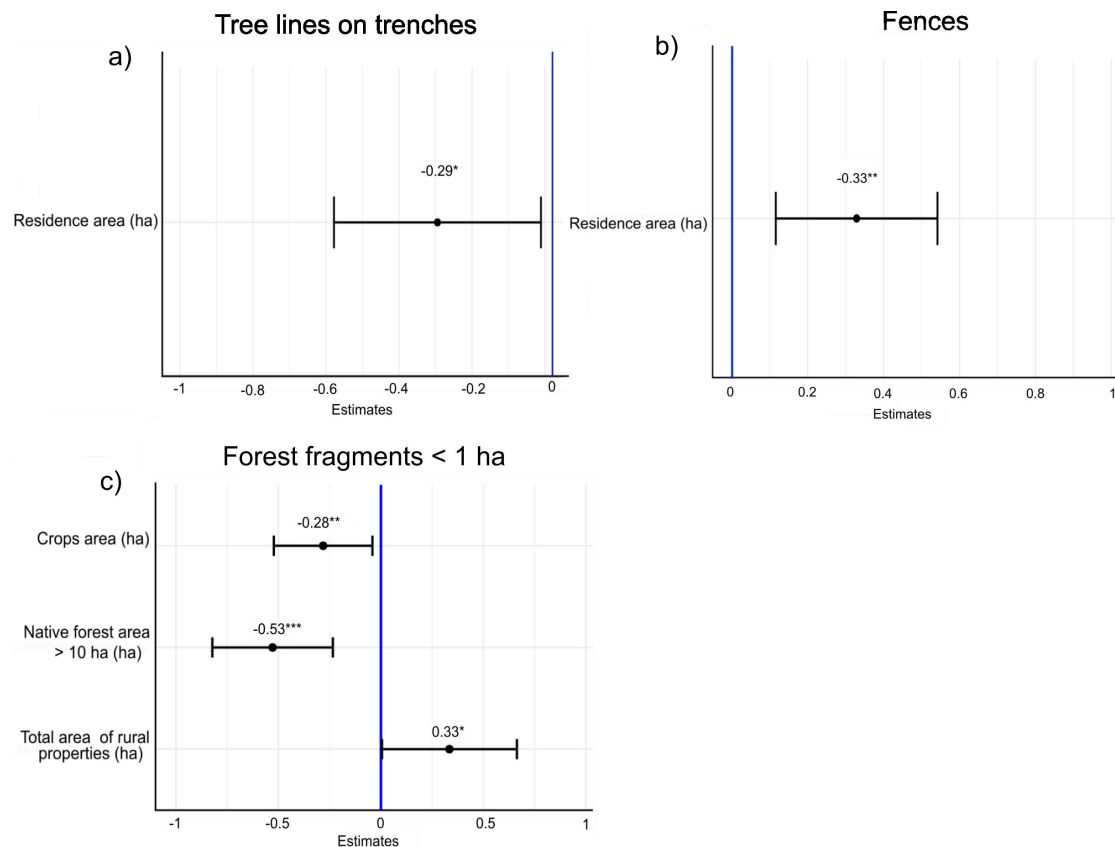 Tree lines on trenches
a)
-0.29*
Residence area (ha)
-1 -0.8 -0.6 -0.4 -0.2 0
Estimates
Fences
b)
-0.33**
Residence area (ha)
0 0.2 0.4 0.6 0.8 1
Estimates
Forest fragments < 1 ha
c)
-0.28**
Crops area (ha)
-0.53***
Native forest area
> 10 ha (ha)
0.33*
Total area of rural
properties (ha)
-1 -0.5 0 0.5 1
Estimates